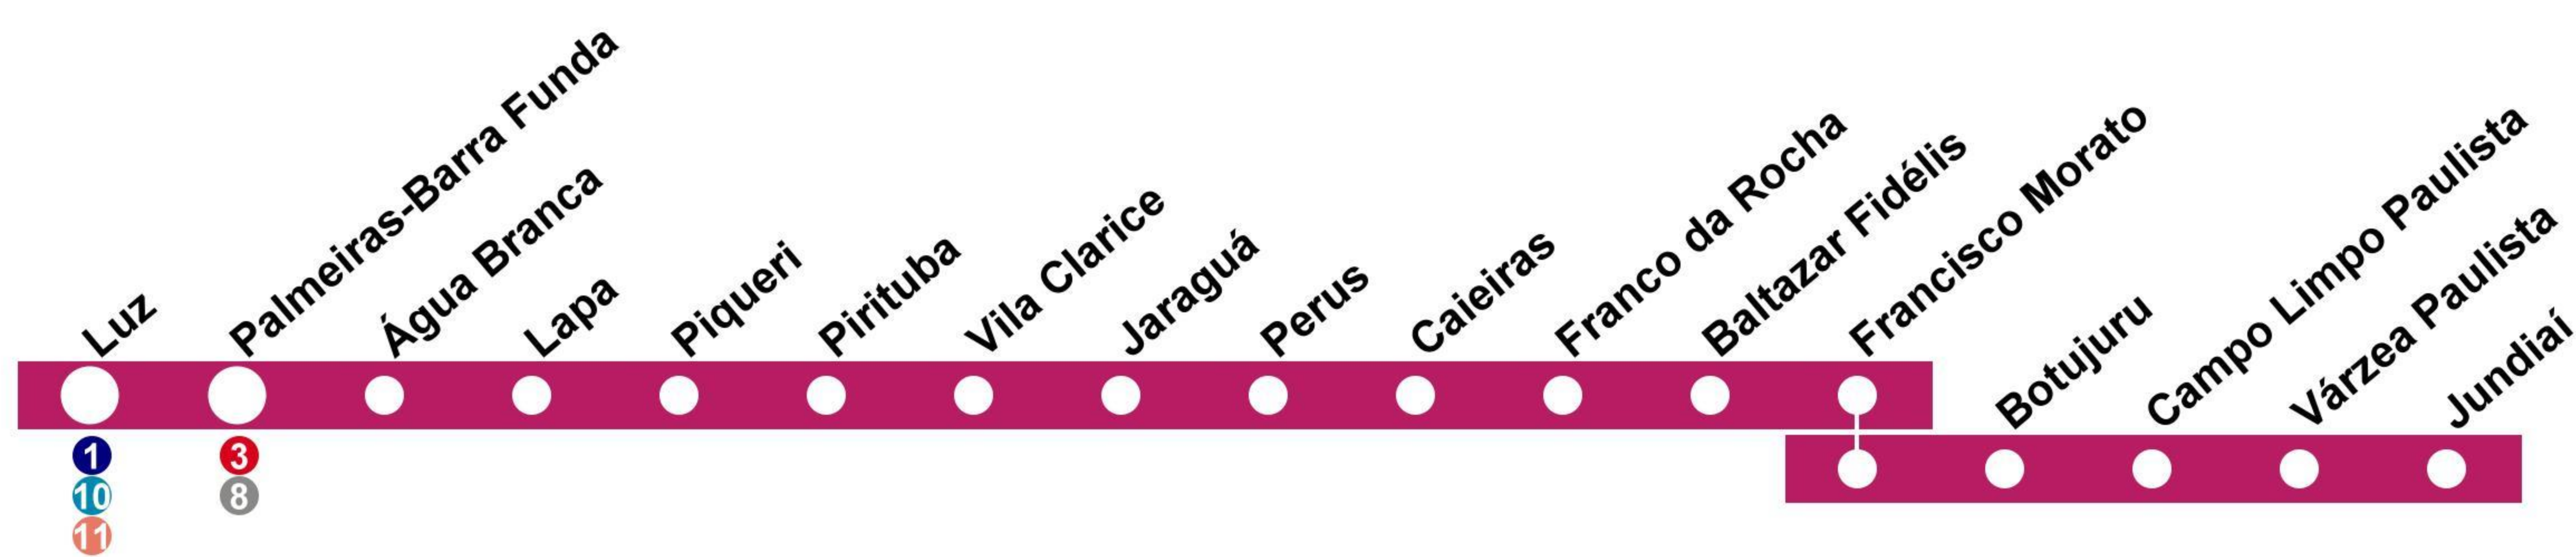 Luz
Palmeiras-Barra Funda
Água Branca
Lapa
Piqueri
Pirituba
Vila Clarice
Jaraguá
Perus
Caieiras
Franco da Rocha
Baltazar Fidélis
Francisco Morato
Botujuru
Campo Limpo Paulista
Várzea Paulista
Jundiaí
1
10
11
3
8